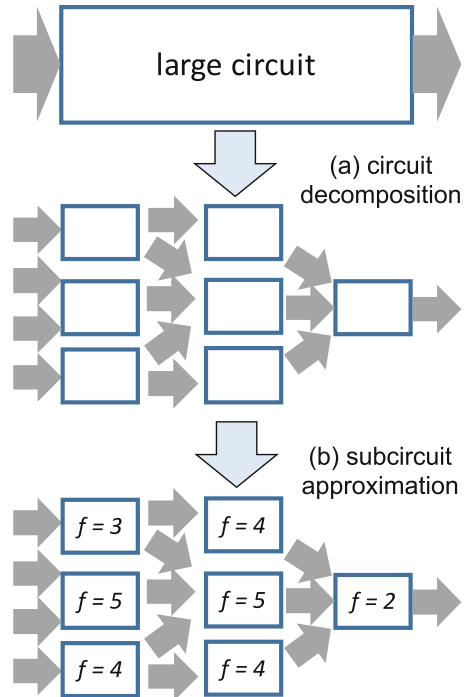 large circuit
(a) circuit
decomposition
(b) subcircuit
approximation
f = 3
f = 4
f = 5
f = 5
f = 2
f = 4
f = 4